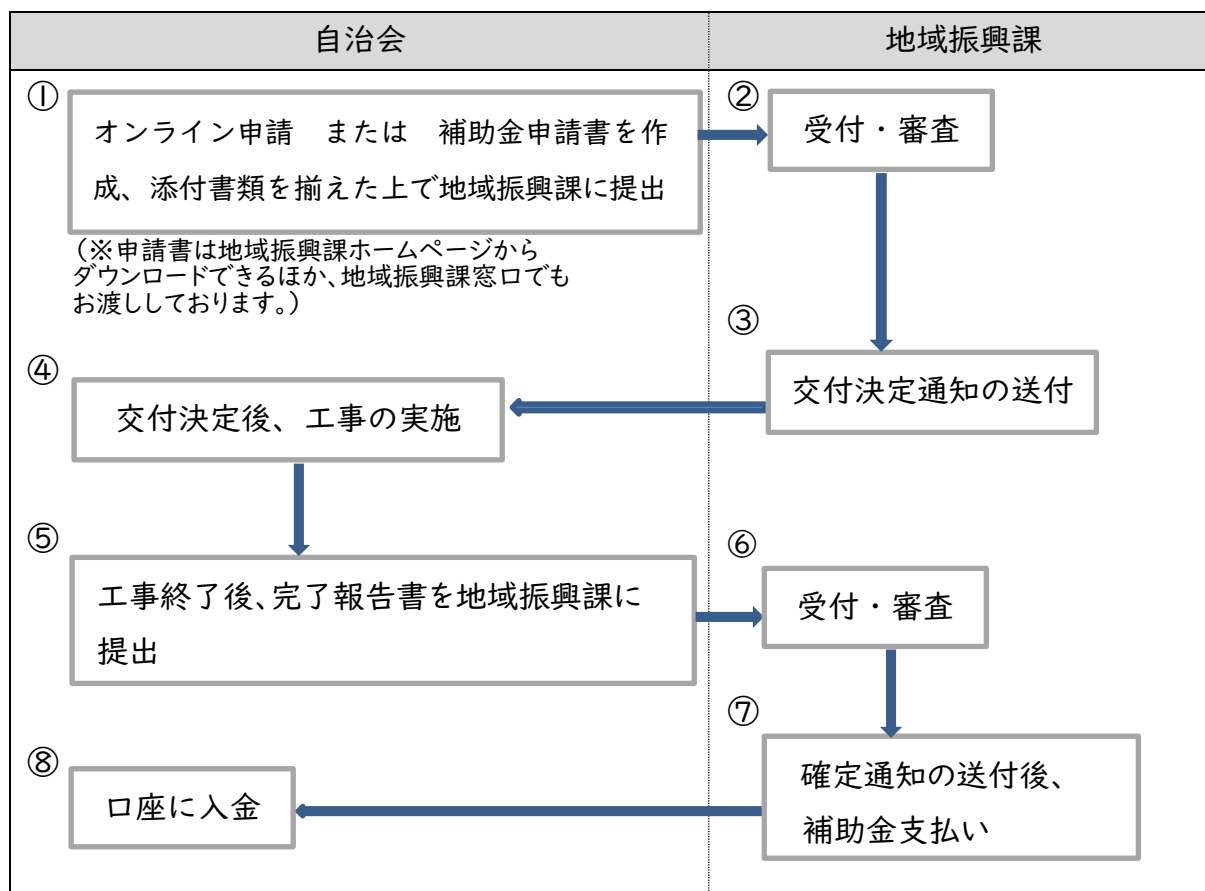 自治会
地域振興課
①
オンライン申請　または　補助金申請書を作
成、添付書類を揃えた上で地域振興課に提出
（※申請書は地域振興課ホームページから
ダウンロードできるほか、地域振興課窓口でも
お渡ししております。）
②
受付・審査
③
交付決定通知の送付
④
交付決定後、工事の実施
⑤
工事終了後、完了報告書を地域振興課に
提出
⑥
受付・審査
⑦
確定通知の送付後、
補助金支払い
⑧
口座に入金